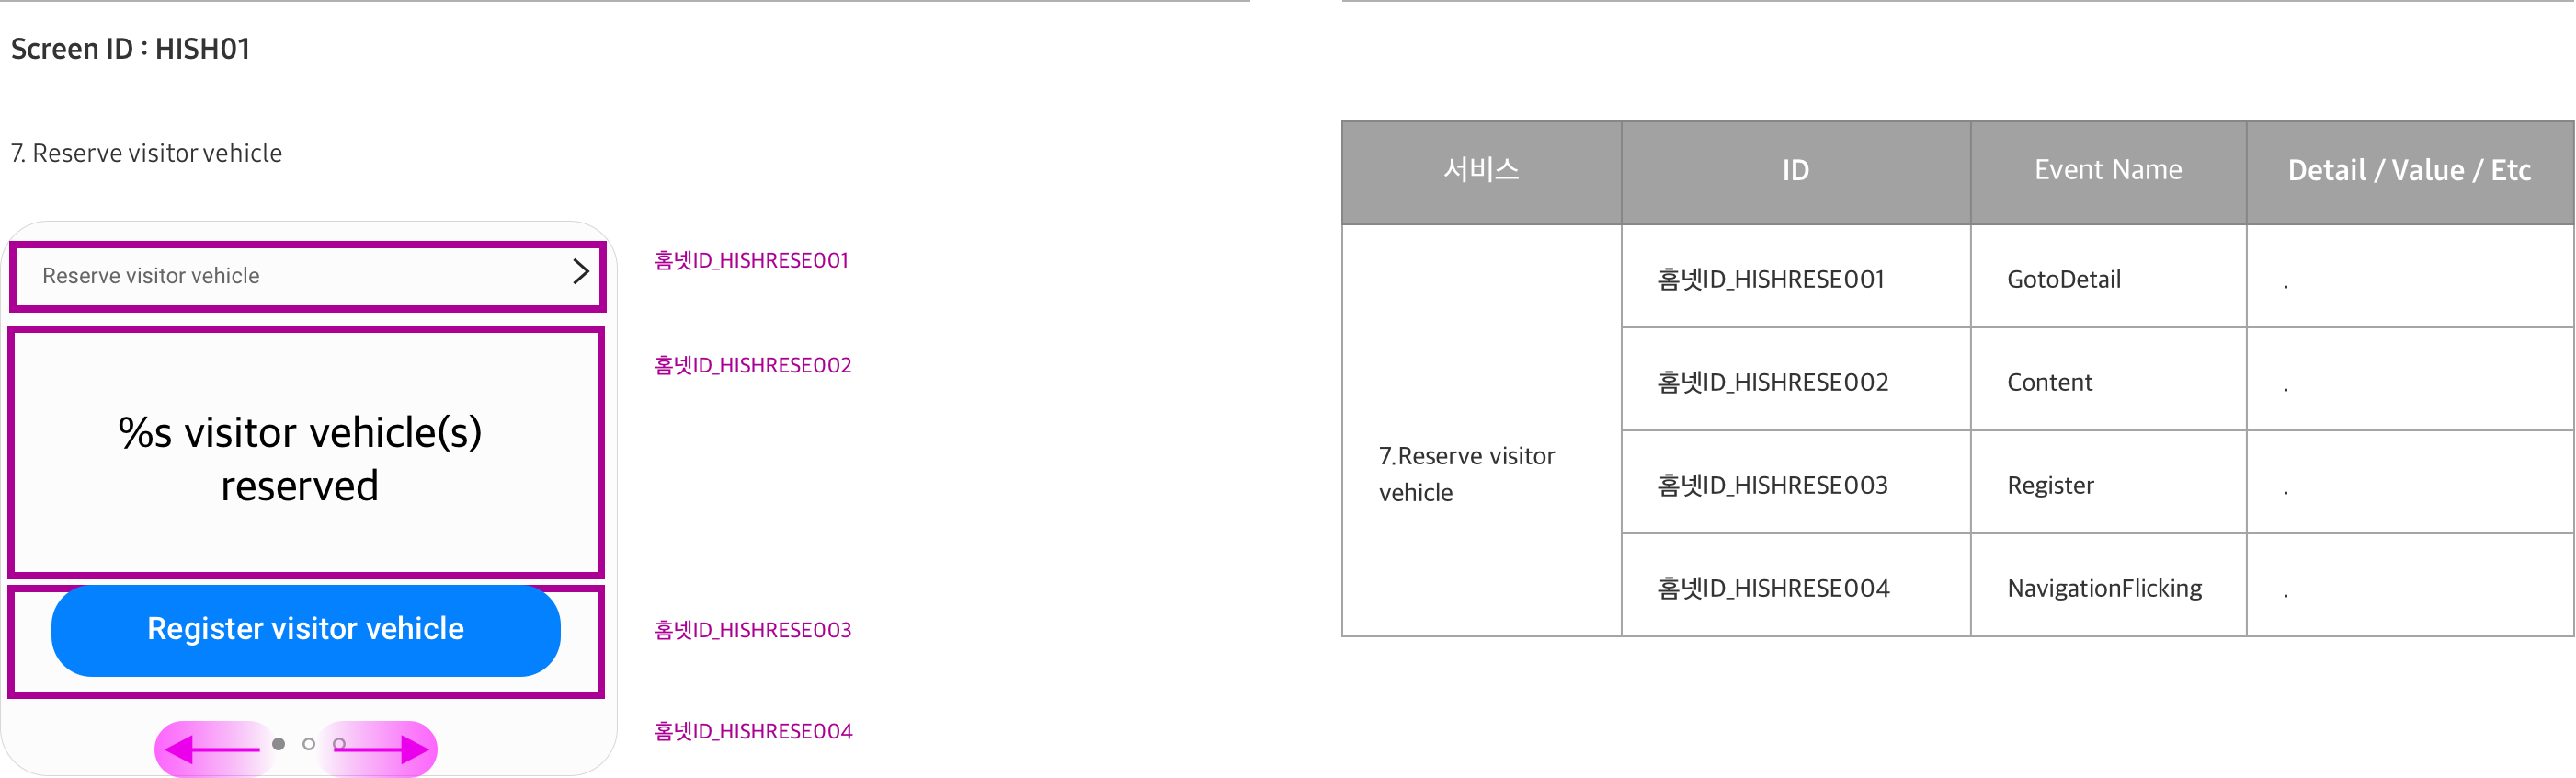 Screen ID : HISH01
7. Reserve visitor vehicle
Reserve visitor vehicle
홈넷ID_HISHRESE001
홈넷ID_HISHRESE002
%s visitor vehicle(s)
reserved
Register visitor vehicle
홈넷ID_HISHRESE003
홈넷ID_HISHRESE004
서비스 ID Event Name Detail / Value / Etc
7.Reserve visitor
vehicle
홈넷ID_HISHRESE001 GotoDetail .
홈넷ID_HISHRESE002 Content .
홈넷ID_HISHRESE003 Register .
홈넷ID_HISHRESE004 NavigationFlicking .